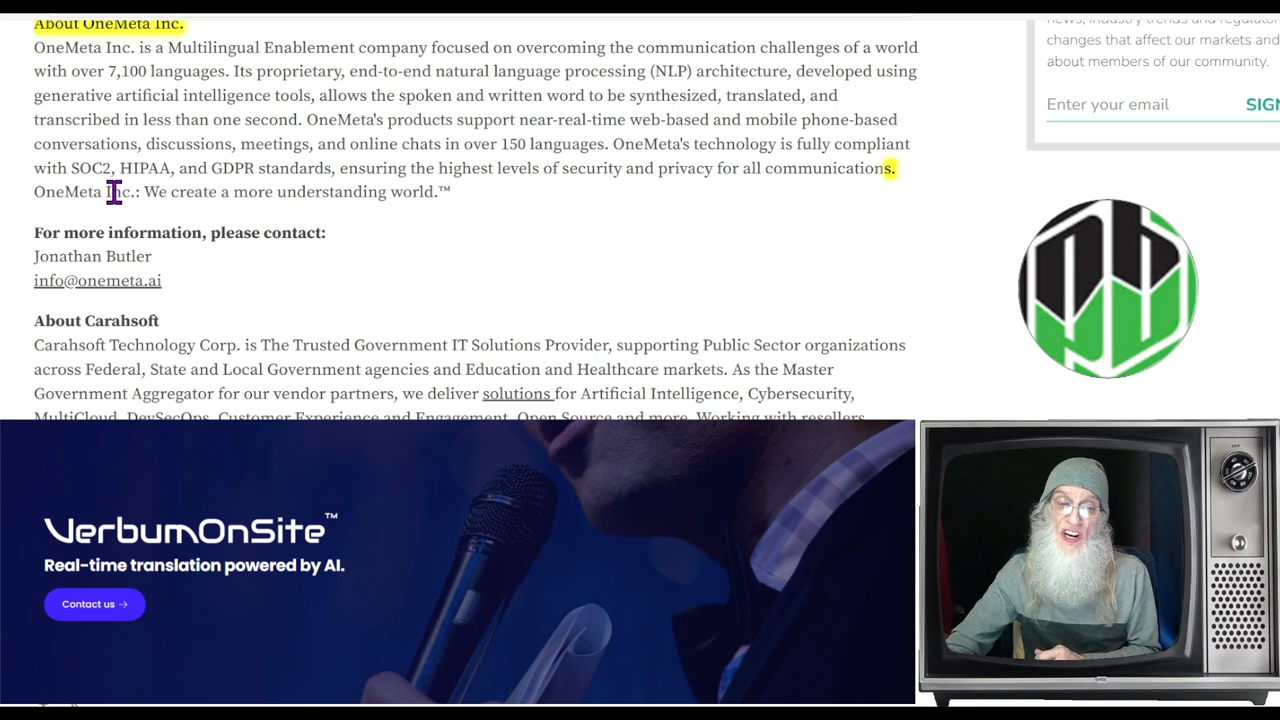 About OneMeta Inc.
OneMeta Inc. is a Multilingual Enablement company focused on overcoming the communication challenges of a world
with over 7,100 languages. Its proprietary, end-to-end natural language processing (NLP) architecture, developed using
generative artificial intelligence tools, allows the spoken and written word to be synthesized, translated, and
transcribed in less than one second. OneMeta's products support near-real-time web-based and mobile phone-based
conversations, discussions, meetings, and online chats in over 150 languages. OneMeta's technology is fully compliant
with SOC2, HIPAA, and GDPR standards, ensuring the highest levels of security and privacy for all communications.
OneMeta Inc.: We create a more understanding world.™
For more information, please contact:
Jonathan Butler
info@onemeta.ai
About Carahsoft
Carahsoft Technology Corp. is The Trusted Government IT Solutions Provider, supporting Public Sector organizations
across Federal, State and Local Government agencies and Education and Healthcare markets. As the Master
Government Aggregator for our vendor partners, we deliver solutions for Artificial Intelligence, Cybersecurity,
MultiCloud, DevSecOps, Customer Experience and Engagement, Open Source and more. Working with resellers,
news, industry trends and regulator
changes that affect our markets and
about members of our community.
Enter your email SIGN
VerbumOnSite™
Real-time translation powered by AI.
Contact us →